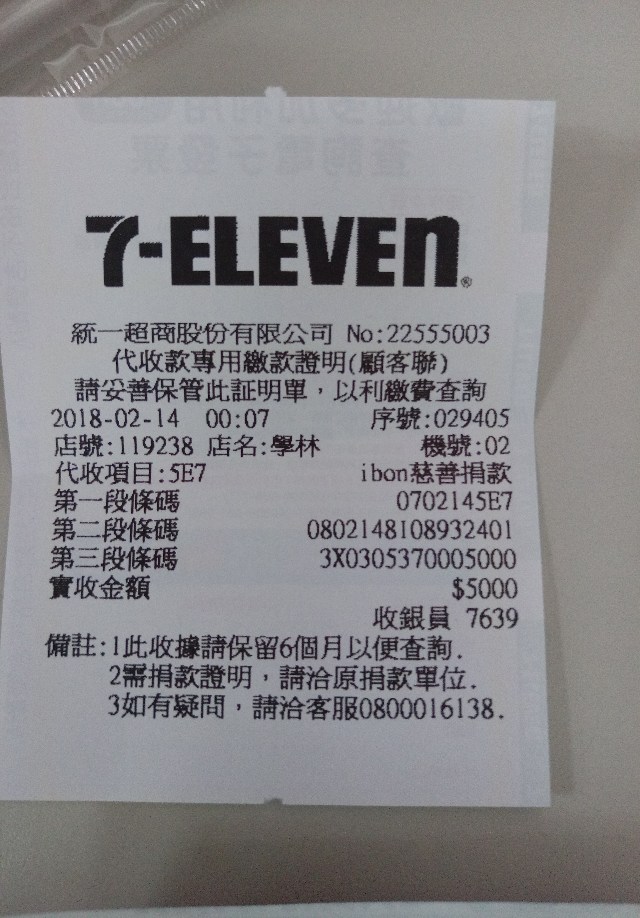 7-ELEVEN®
統一超商股份有限公司 No:22555003
代收款專用繳款證明(顧客聯)
請妥善保管此証明單，以利繳費查詢
2018-02-14 00:07 序號:029405
店號:119238 店名:學林 機號:02
代收項目:5E7 ibon慈善捐款
第一段條碼 0702145E7
第二段條碼 0802148108932401
第三段條碼 3X0305370005000
實收金額 $5000
收銀員 7639
備註:1此收據請保留6個月以便查詢.
2需捐款證明，請洽原捐款單位.
3如有疑問，請洽客服0800016138.